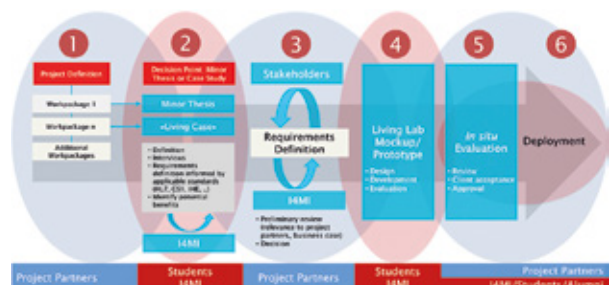 1
Project Definition
Workpackage 1
Workpackage n
Additional
Workpackages
2
Decision Point: Minor
Thesis or Case Study
Minor Thesis
«Living Case»
• Definition
• Interviews
• Requirements
definition informed by
applicable standards
• Identify potential
benefits
I4MI
3
Stakeholders
Requirements
Definition
I4MI
• Preliminary review
(relevance to project
partners, business case)
• Decision
4
Living Lab
Mockup/
Prototype
• Design
• Development
• Evaluation
5
In situ
Evaluation
• Review
• Client acceptance
• Approval
6
Deployment
Project Partners
Students
I4MI
Project Partners
Students
I4MI
Project Partners
I4MI/Students/Alumni